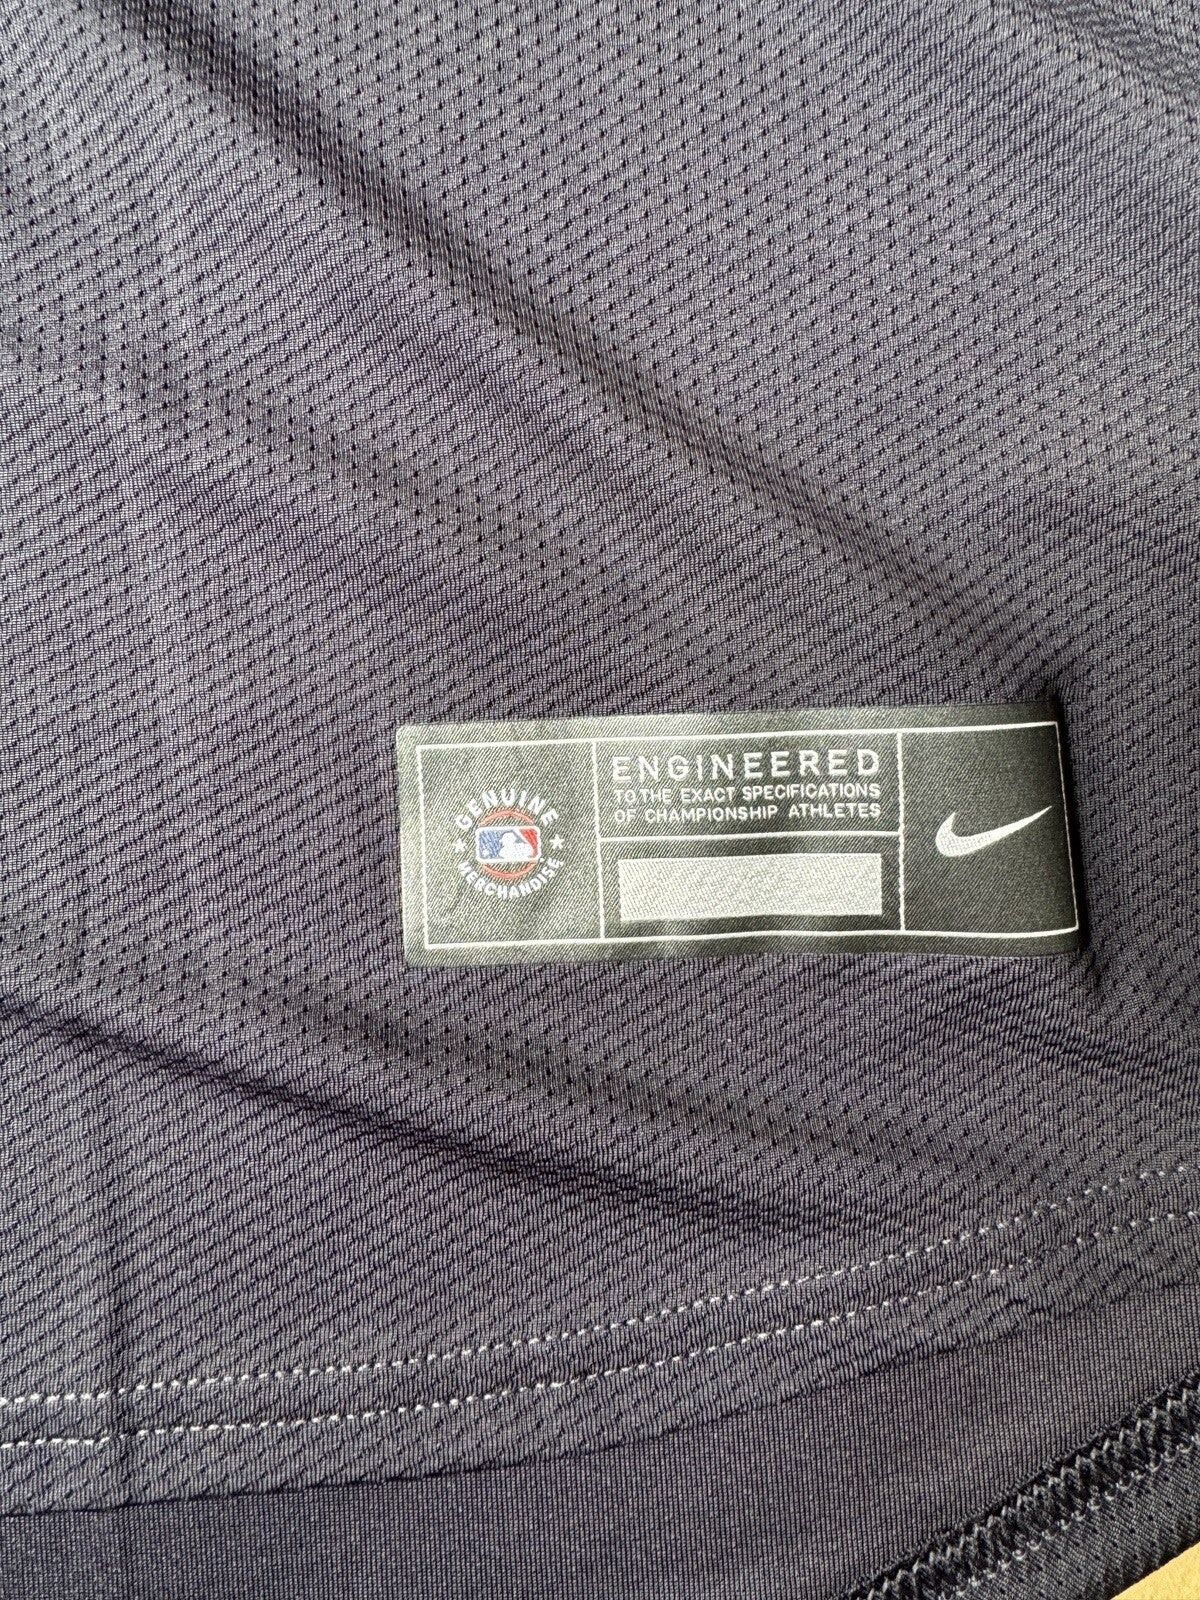 GENUINE
MERCHANDISE
ENGINEERED
TO THE EXACT SPECIFICATIONS
OF CHAMPIONSHIP ATHLETES